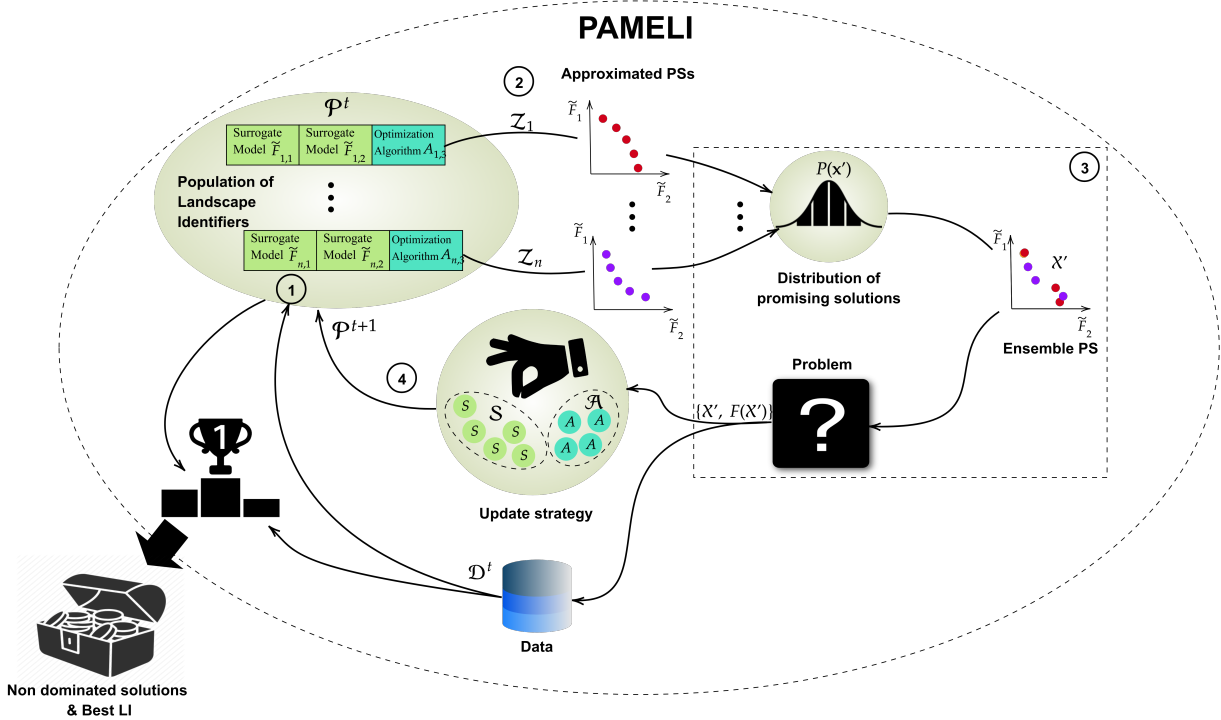 PAMELI
2
Approximated PSs
𝒫ᵗ
Surrogate
Model F̃₁,₁
Surrogate
Model F̃₁,₂
Optimization
Algorithm A₁,₃
Population of
Landscape
Identifiers
Surrogate
Model F̃ₙ,₁
Surrogate
Model F̃ₙ,₂
Optimization
Algorithm Aₙ,₃
1
𝒵₁
𝒵ₙ
F̃₁
F̃₂
F̃₁
F̃₂
3
P(x′)
Distribution of
promising solutions
F̃₁
X′
F̃₂
Ensemble PS
Problem
?
{X′, F(X′)}
𝒫ᵗ⁺¹
4
S
S
S
S
S
S
𝒮
𝒜
A
A
A
A
Update strategy
1
𝒟ᵗ
Data
Non dominated solutions
& Best LI